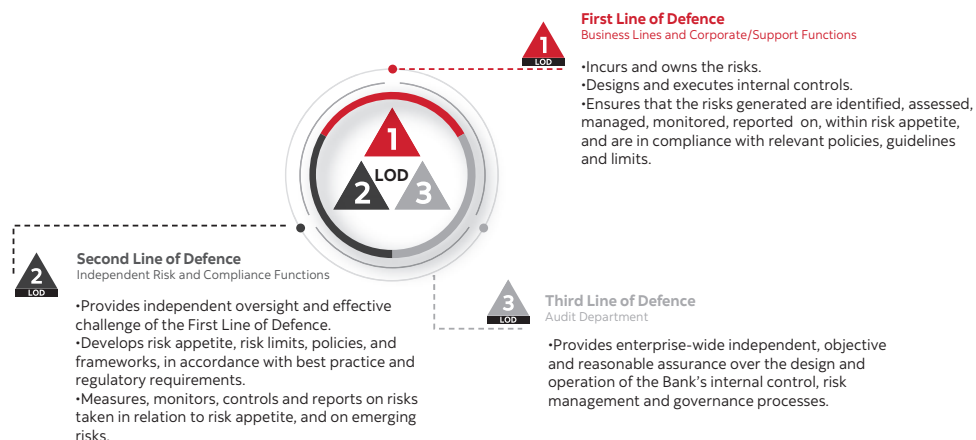 First Line of Defence
Business Lines and Corporate/Support Functions
1
LOD
•Incurs and owns the risks.
•Designs and executes internal controls.
•Ensures that the risks generated are identified, assessed,
managed, monitored, reported on, within risk appetite,
and are in compliance with relevant policies, guidelines
and limits.
1
LOD
2
3
Second Line of Defence
Independent Risk and Compliance Functions
2
LOD
•Provides independent oversight and effective
challenge of the First Line of Defence.
•Develops risk appetite, risk limits, policies, and
frameworks, in accordance with best practice and
regulatory requirements.
•Measures, monitors, controls and reports on risks
taken in relation to risk appetite, and on emerging
risks.
3
LOD
Third Line of Defence
Audit Department
•Provides enterprise-wide independent, objective
and reasonable assurance over the design and
operation of the Bank’s internal control, risk
management and governance processes.